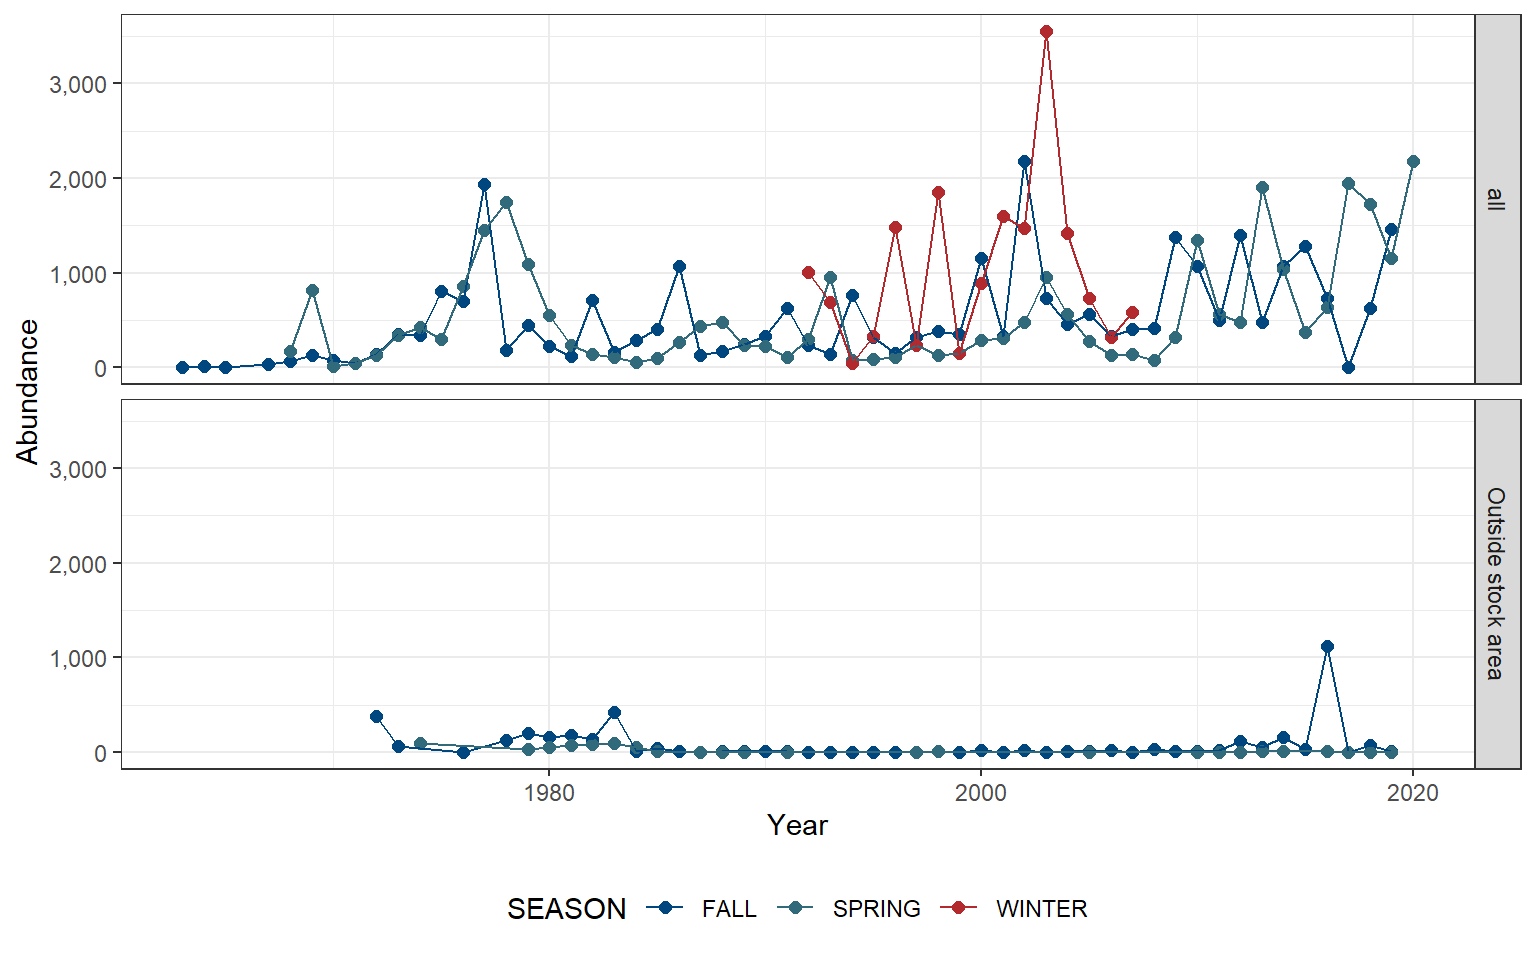 3,000
2,000
1,000
0
all
3,000
2,000
1,000
0
Outside stock area
Abundance
1980 2000 2020
Year
SEASON FALL SPRING WINTER